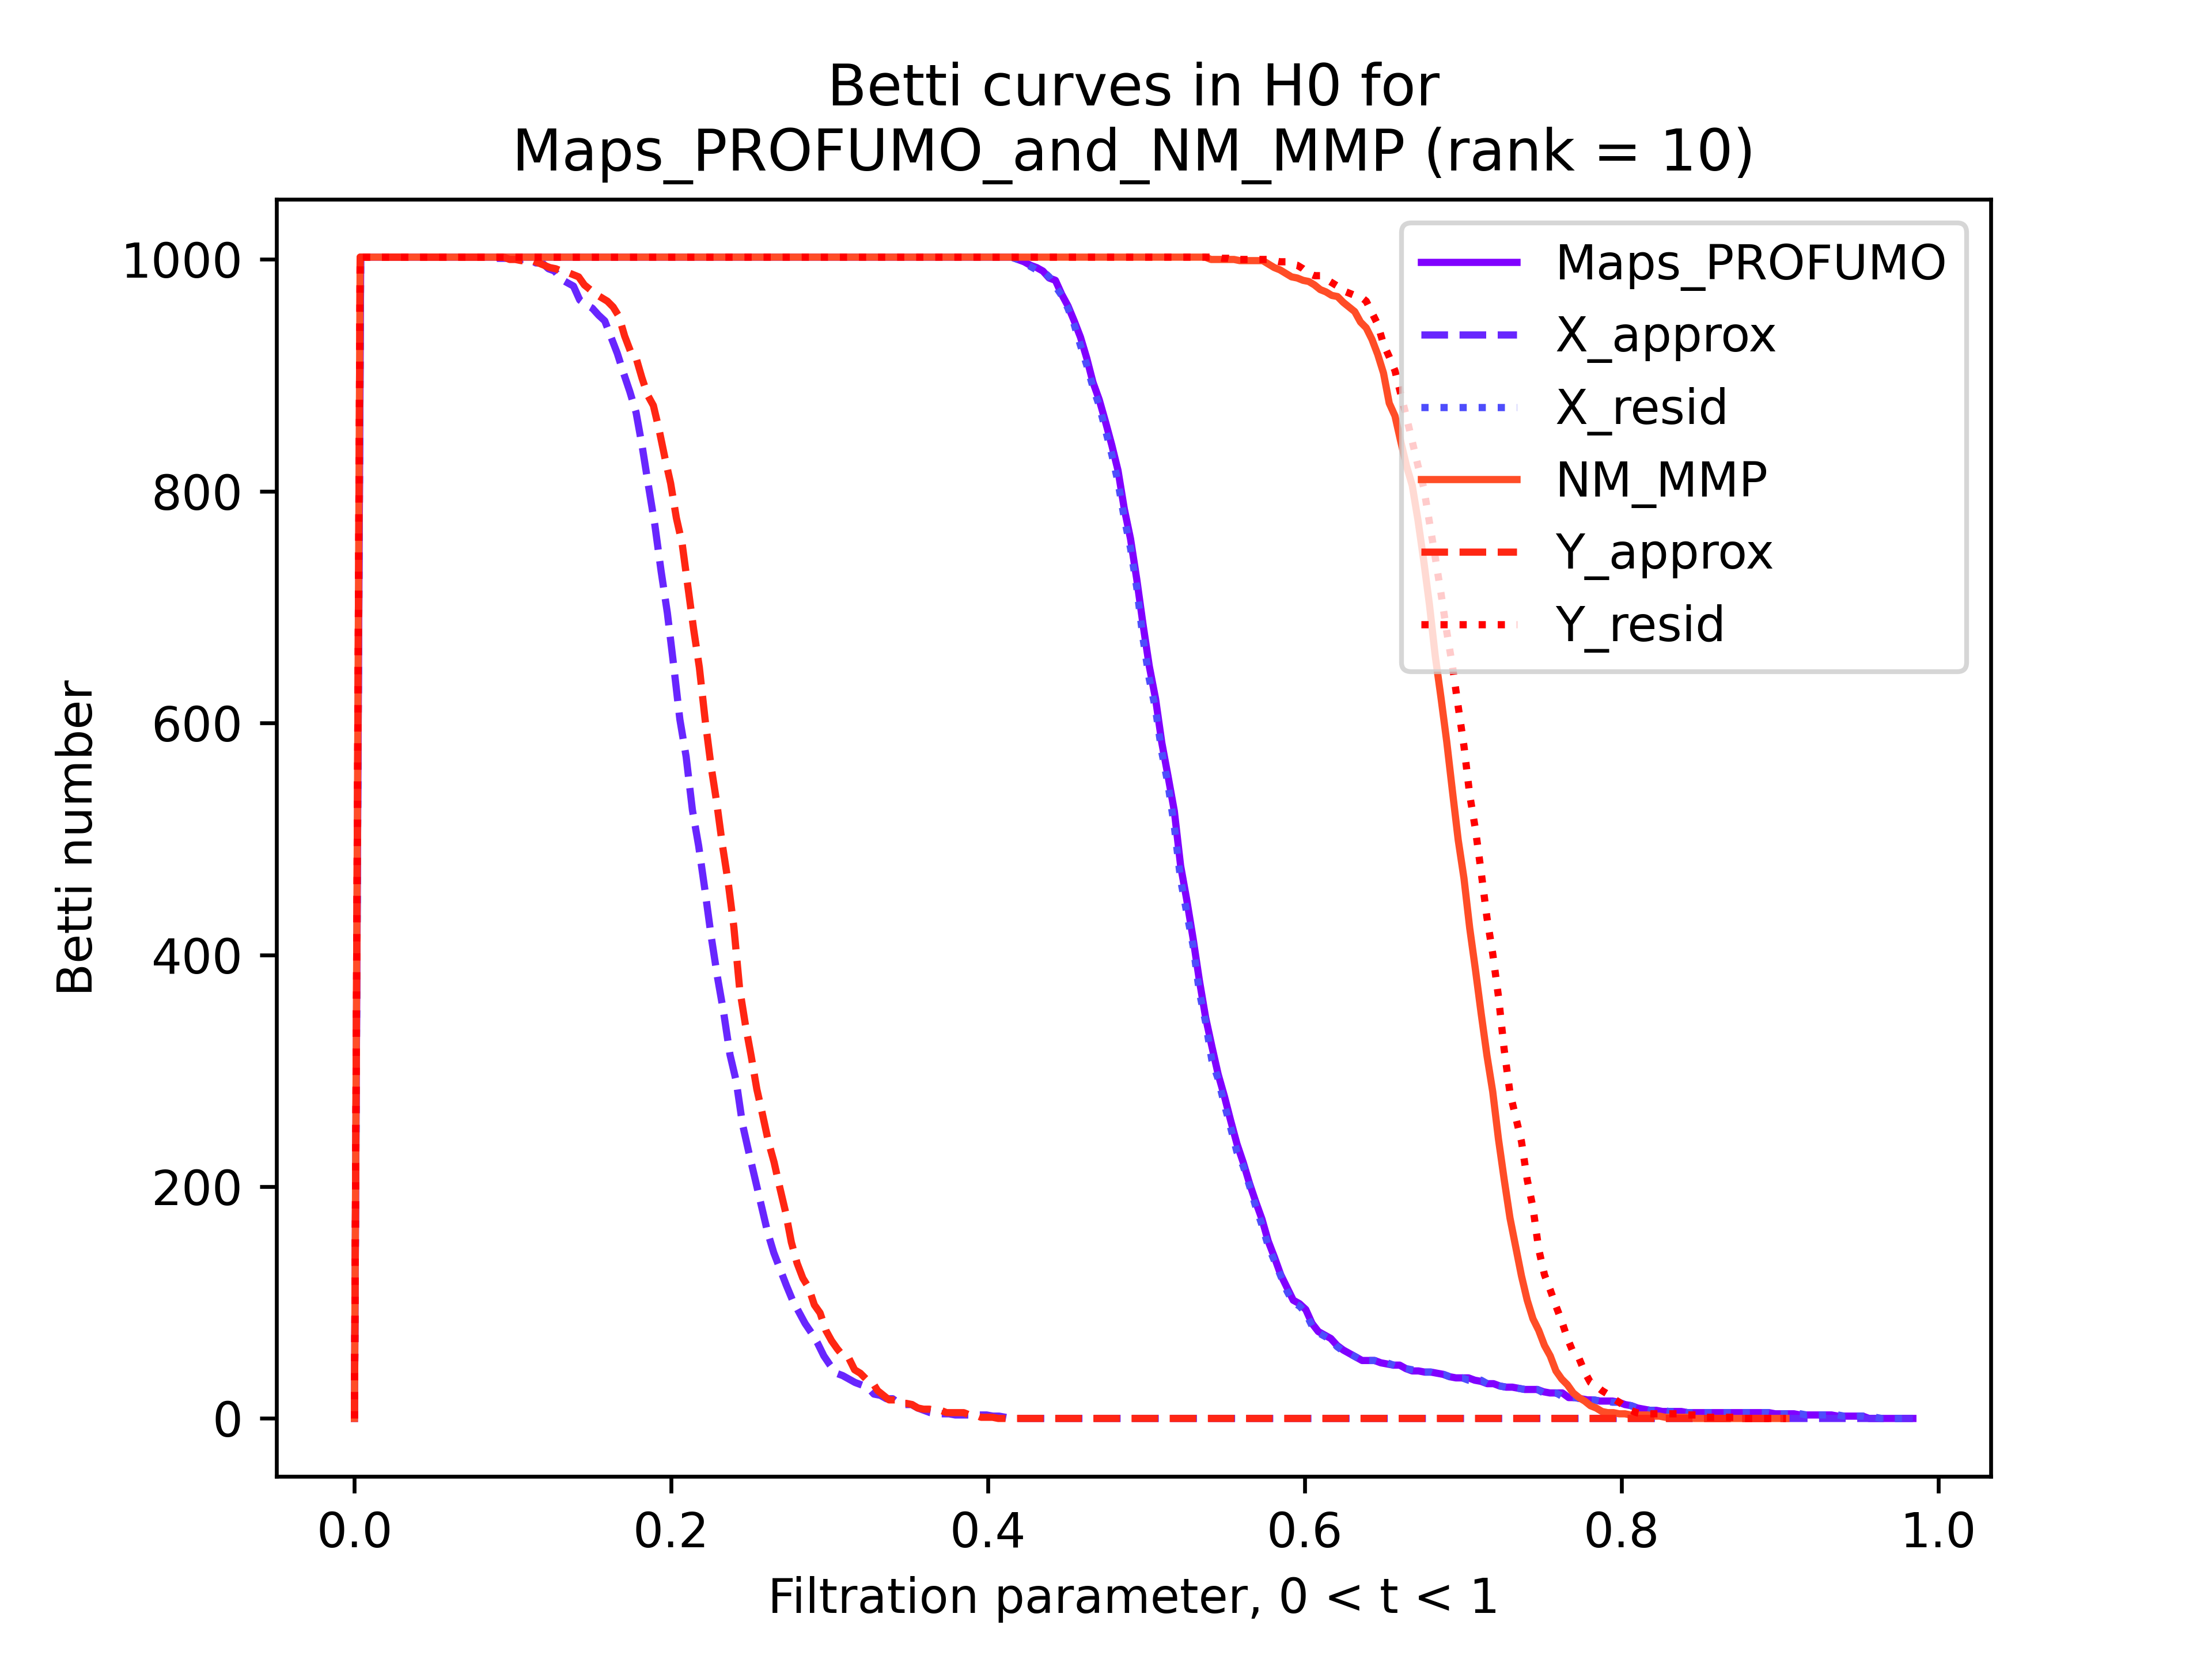 Betti curves in H0 for
Maps_PROFUMO_and_NM_MMP (rank = 10)
Betti number
1000
800
600
400
200
0
Maps_PROFUMO
X_approx
X_resid
NM_MMP
Y_approx
Y_resid
0.0 0.2 0.4 0.6 0.8 1.0
Filtration parameter, 0 < t < 1